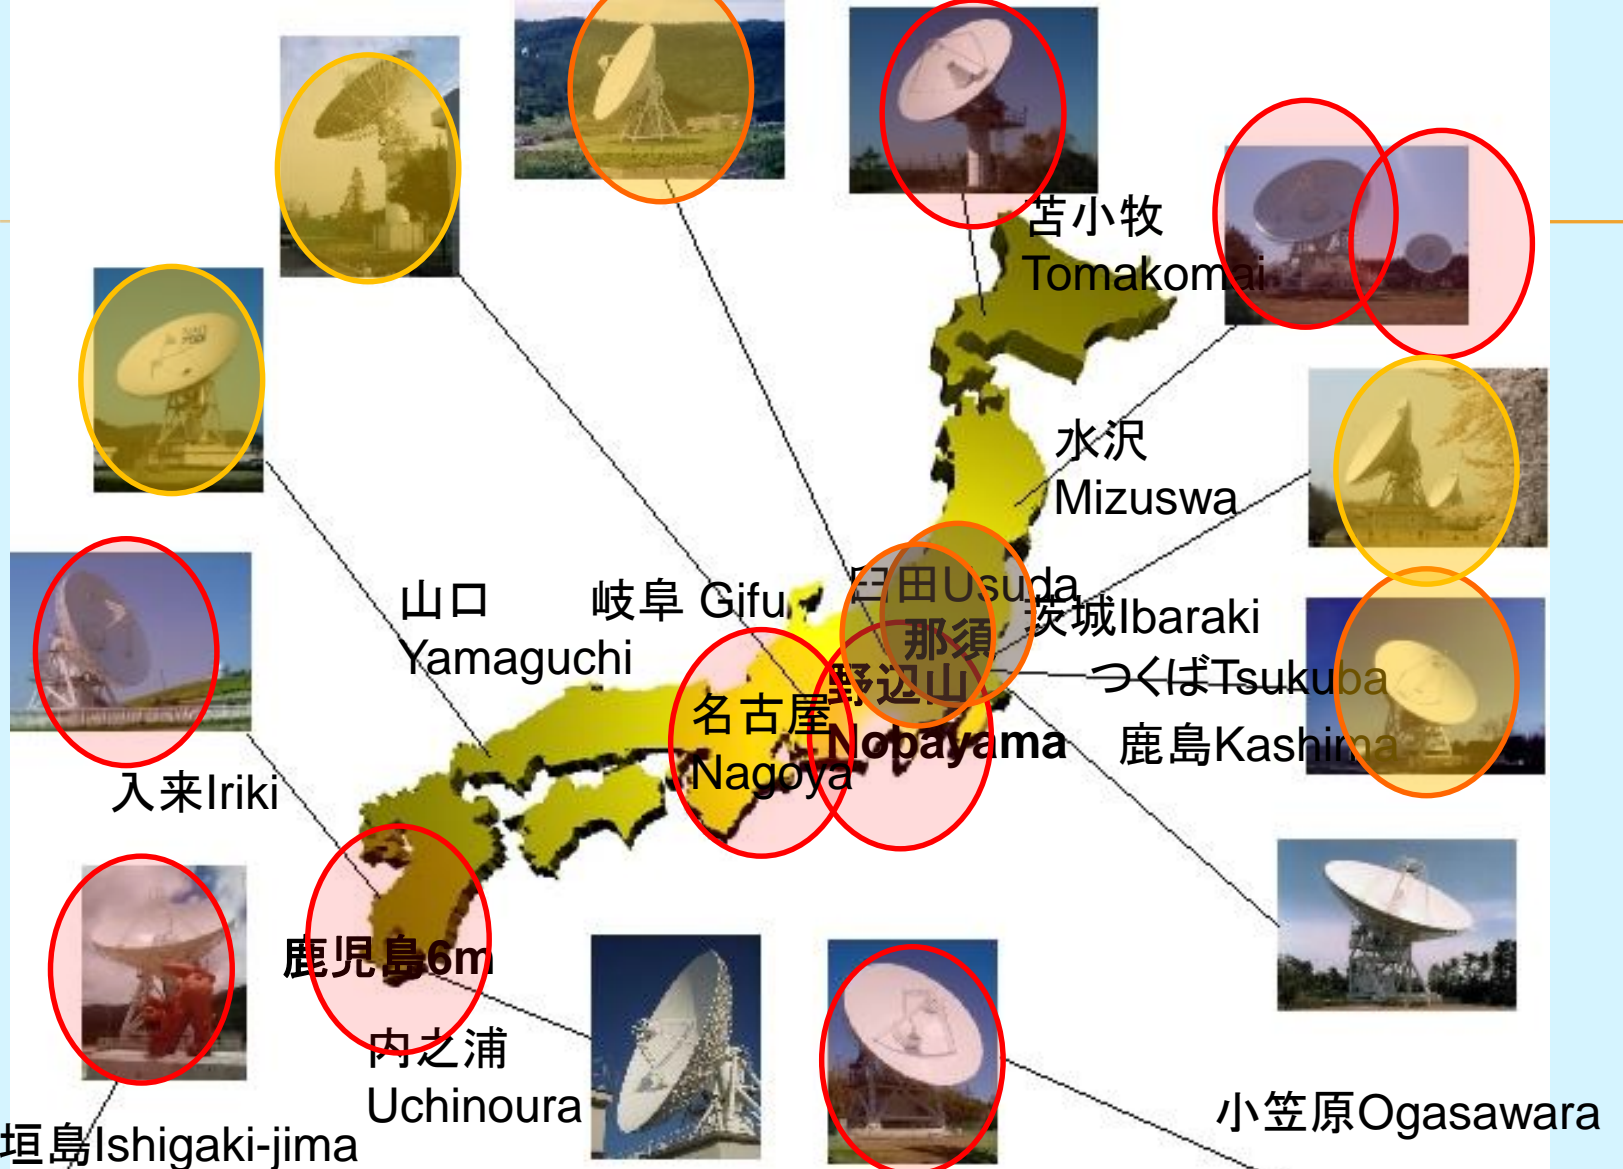 苫小牧
Tomakomai
水沢
Mizuswa
臼田Usuda
茨城Ibaraki
那須
山口
Yamaguchi
岐阜 Gifu
つくばTsukuba
野辺山
Nobayama
名古屋
Nagoya
鹿島Kashima
入来Iriki
鹿児島6m
内之浦
Uchinoura
小笠原Ogasawara
垣島Ishigaki-jima